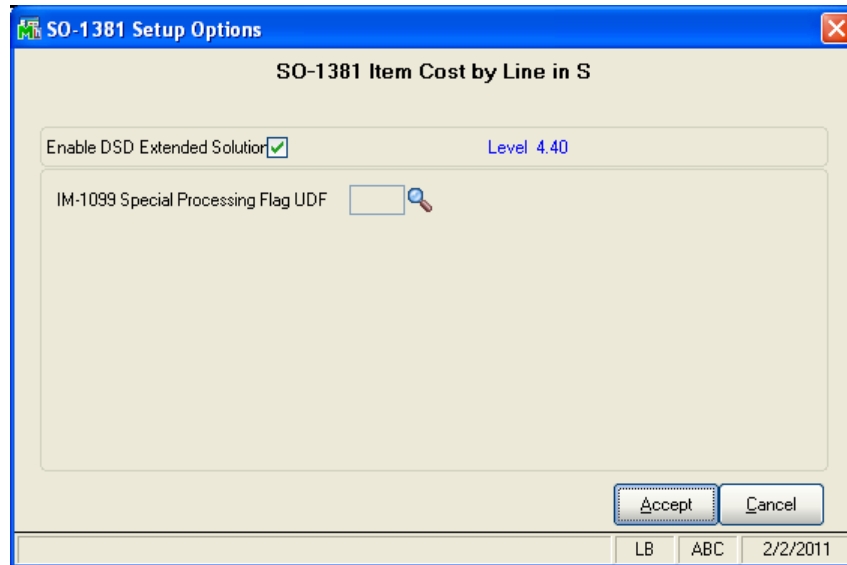 SO-1381 Setup Options
SO-1381 Item Cost by Line in S
Enable DSD Extended Solution
Level 4.40
IM-1099 Special Processing Flag UDF
Accept Cancel
LB ABC 2/2/2011